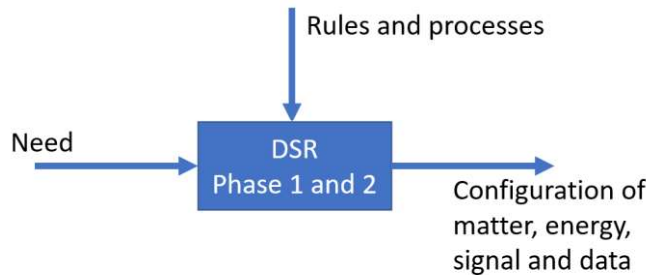 Rules and processes
Need
DSR
Phase 1 and 2
Configuration of
matter, energy,
signal and data